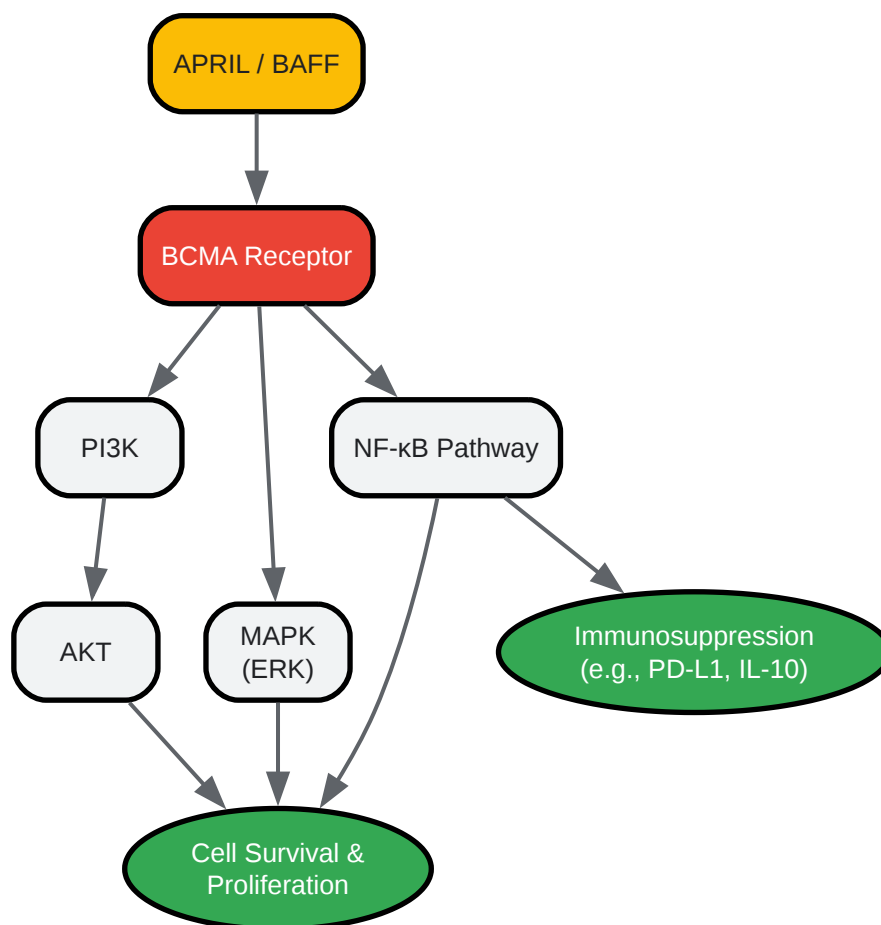 APRIL / BAFF
BCMA Receptor
PI3K
NF-κB Pathway
AKT
MAPK
(ERK)
Immunosuppression
(e.g., PD-L1, IL-10)
Cell Survival &
Proliferation